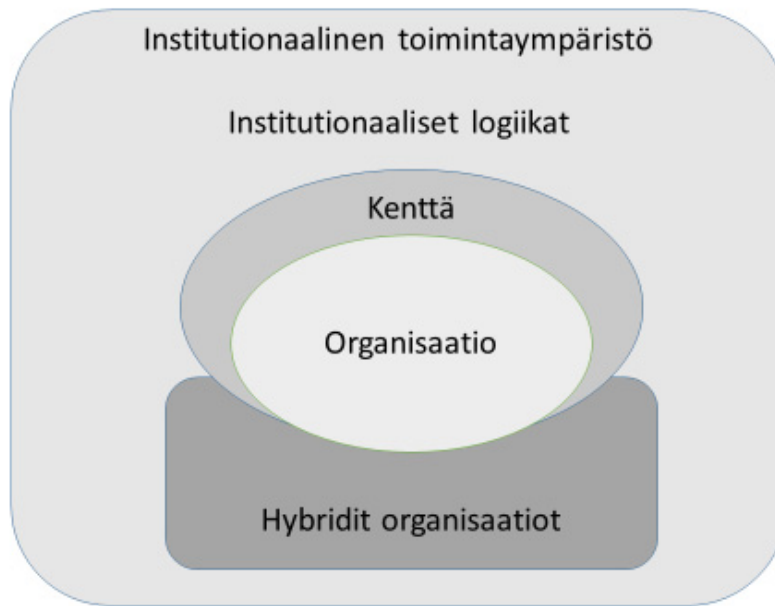 Institutionaalinen toimintaympäristö
Institutionaaliset logiikat
Kenttä
Organisaatio
Hybridit organisaatiot